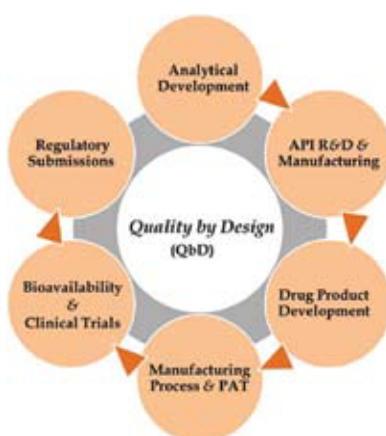 Analytical
Development
API R&D &
Manufacturing
Drug Product
Development
Manufacturing
Process & PAT
Bioavailability
&
Clinical Trials
Regulatory
Submissions
Quality by Design
(QbD)